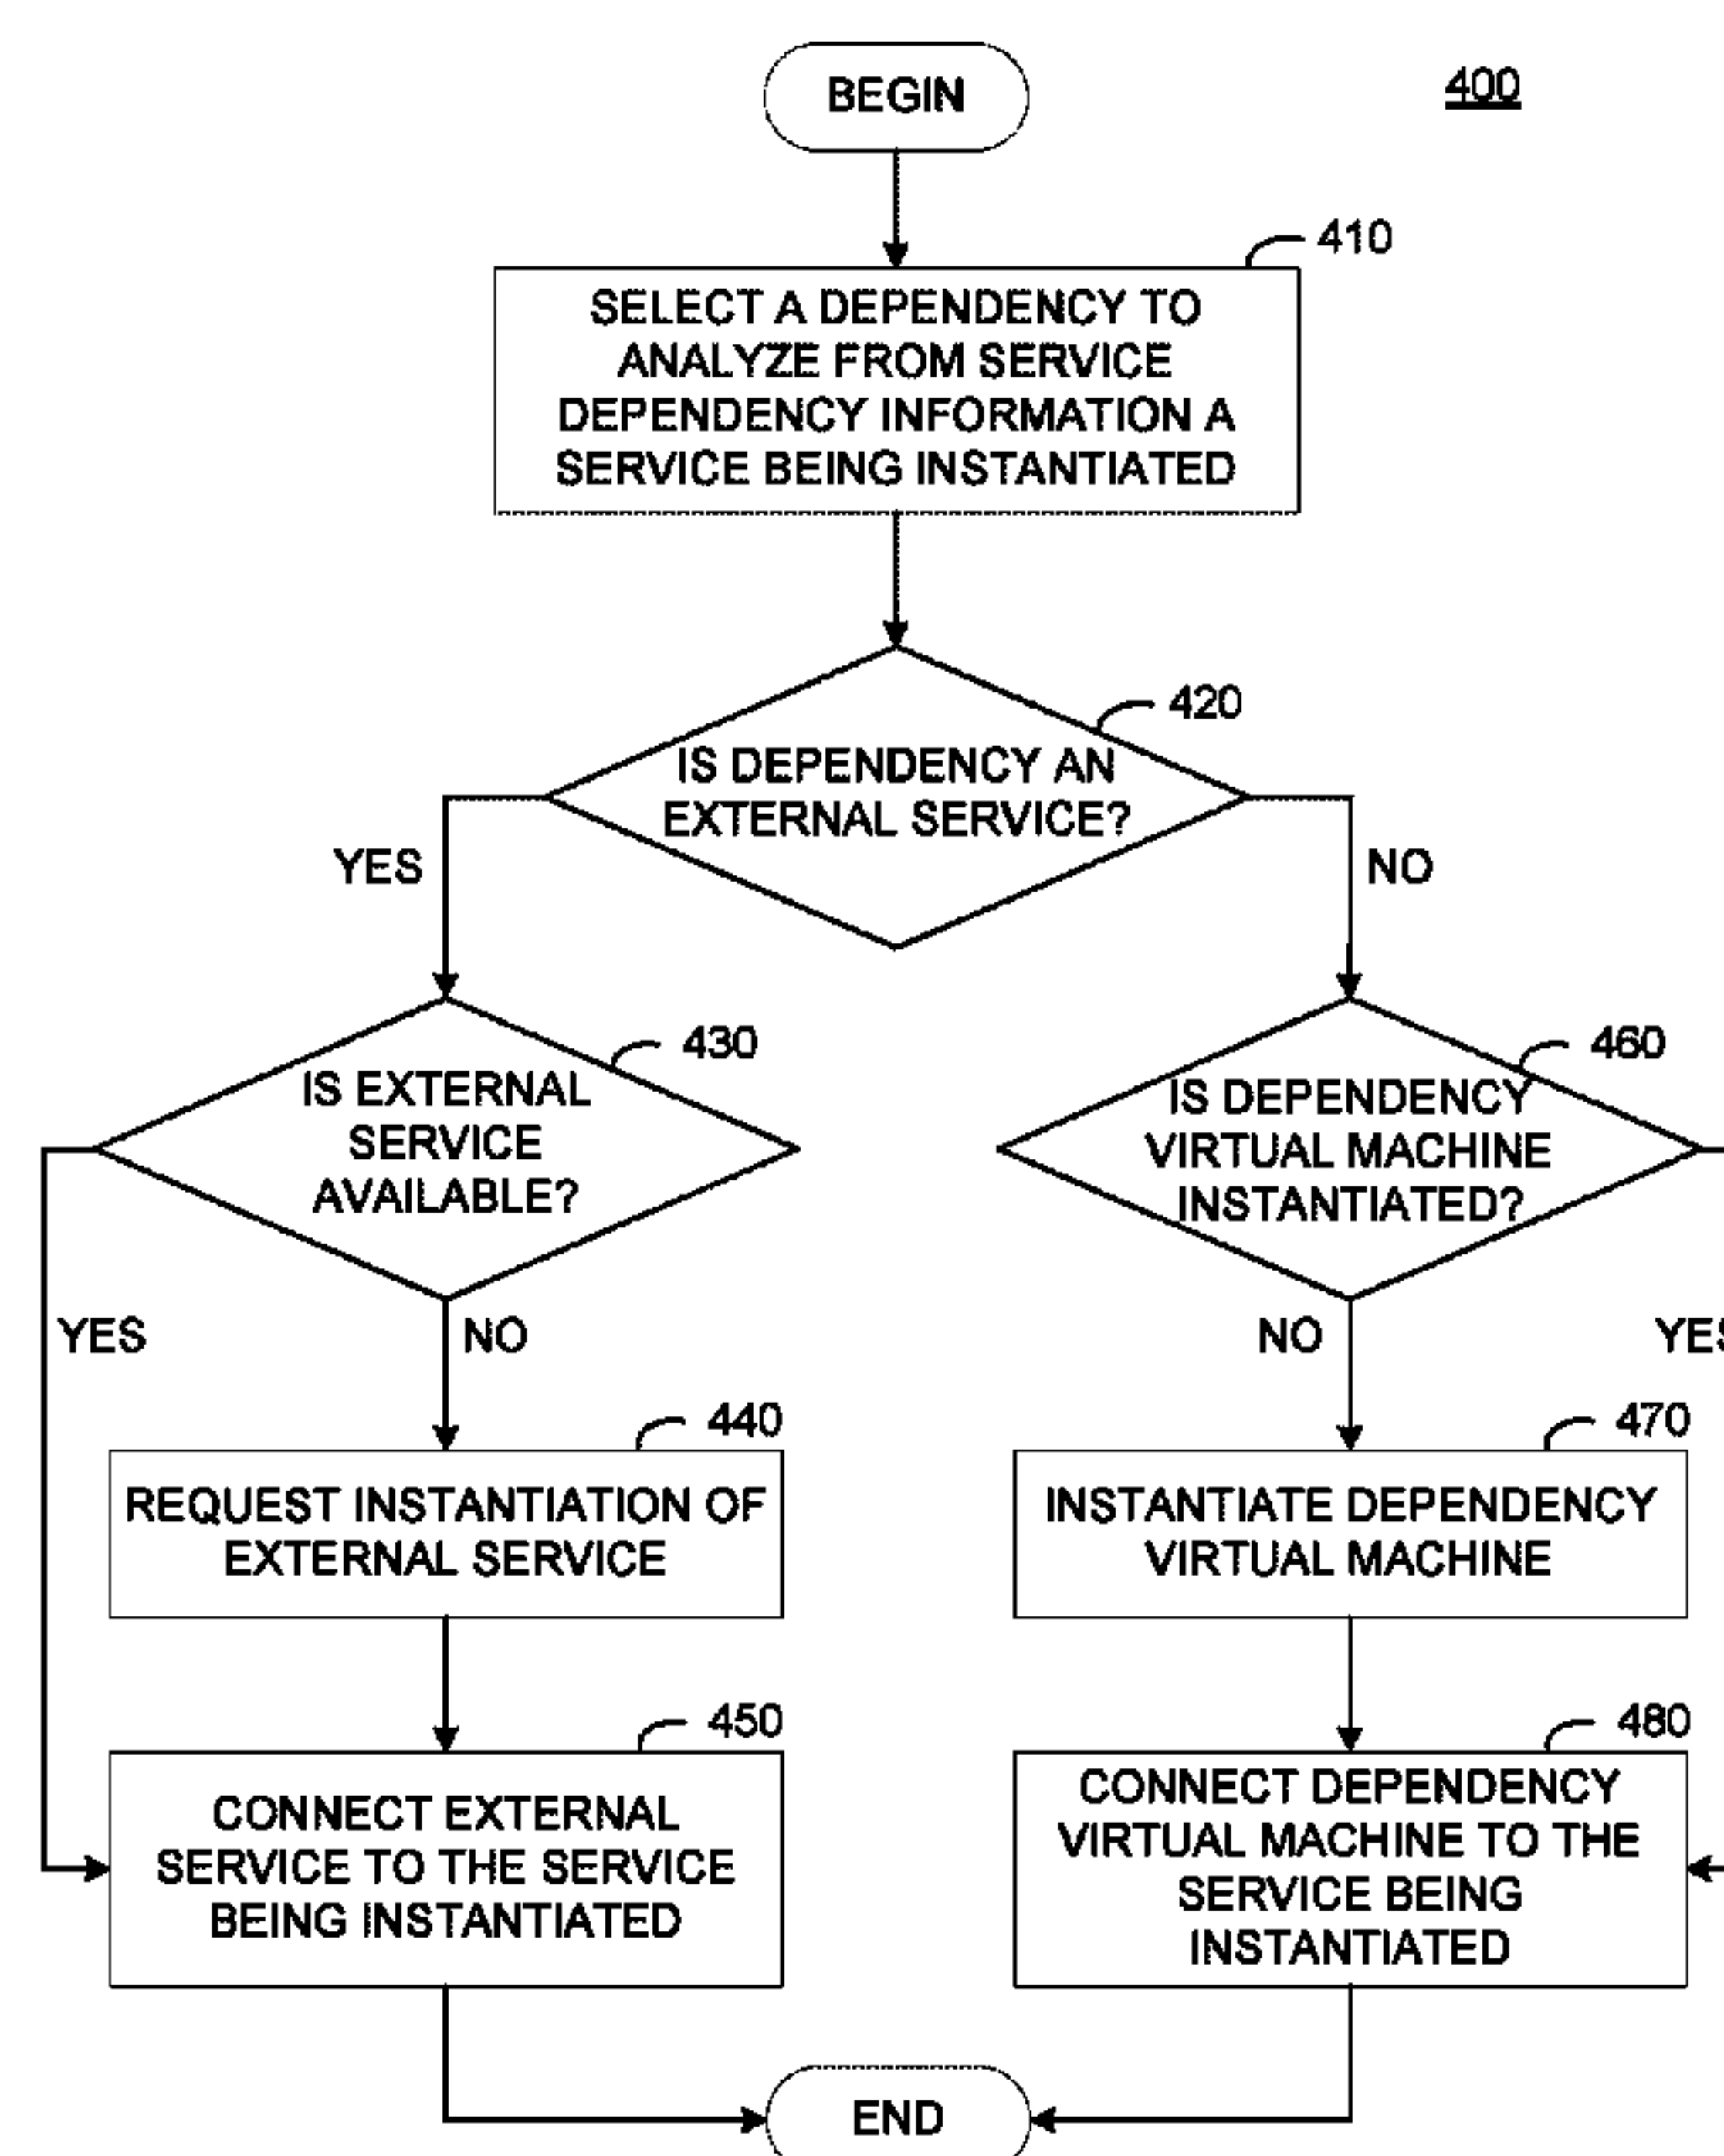 BEGIN
400
410
SELECT A DEPENDENCY TO
ANALYZE FROM SERVICE
DEPENDENCY INFORMATION A
SERVICE BEING INSTANTIATED
420
IS DEPENDENCY AN
EXTERNAL SERVICE?
YES
NO
430
IS EXTERNAL
SERVICE
AVAILABLE?
460
IS DEPENDENCY
VIRTUAL MACHINE
INSTANTIATED?
YES
NO
NO
YES
440
REQUEST INSTANTIATION OF
EXTERNAL SERVICE
470
INSTANTIATE DEPENDENCY
VIRTUAL MACHINE
450
CONNECT EXTERNAL
SERVICE TO THE SERVICE
BEING INSTANTIATED
480
CONNECT DEPENDENCY
VIRTUAL MACHINE TO THE
SERVICE BEING
INSTANTIATED
END